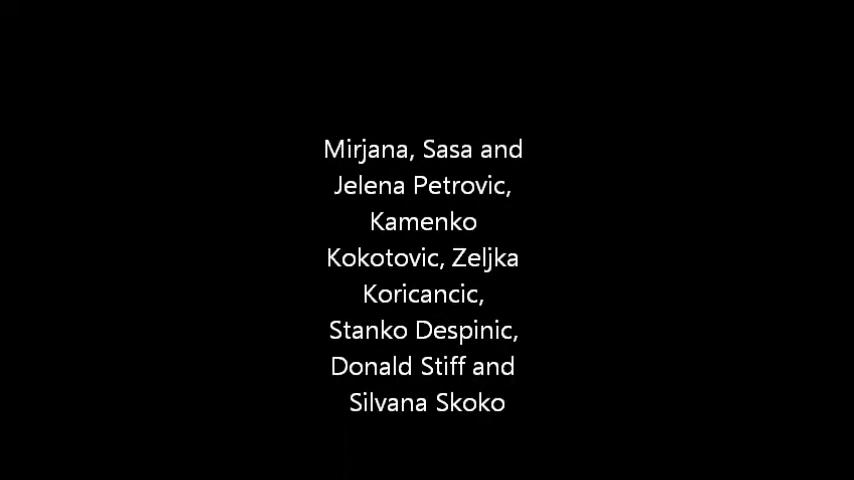 Mirjana, Sasa and
Jelena Petrovic,
Kamenko
Kokotovic, Zeljka
Koricancic,
Stanko Despinic,
Donald Stiff and
Silvana Skoko